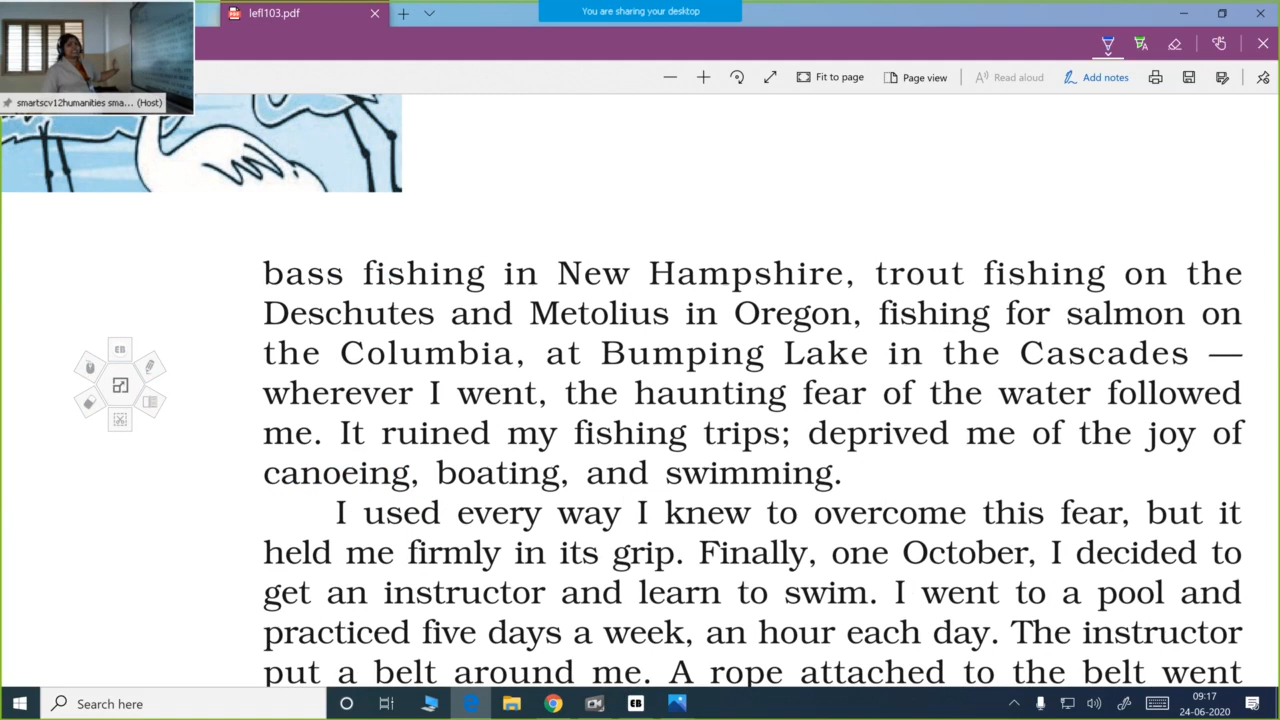 lefl103.pdf
You are sharing your desktop
Fit to page
Page view
Read aloud
Add notes
smartscv12humanities sma... (Host)
bass fishing in New Hampshire, trout fishing on the
Deschutes and Metolius in Oregon, fishing for salmon on
the Columbia, at Bumping Lake in the Cascades —
wherever I went, the haunting fear of the water followed
me. It ruined my fishing trips; deprived me of the joy of
canoeing, boating, and swimming.
I used every way I knew to overcome this fear, but it
held me firmly in its grip. Finally, one October, I decided to
get an instructor and learn to swim. I went to a pool and
practiced five days a week, an hour each day. The instructor
put a belt around me. A rope attached to the belt went
EB
Search here
EB
09:17
24-06-2020